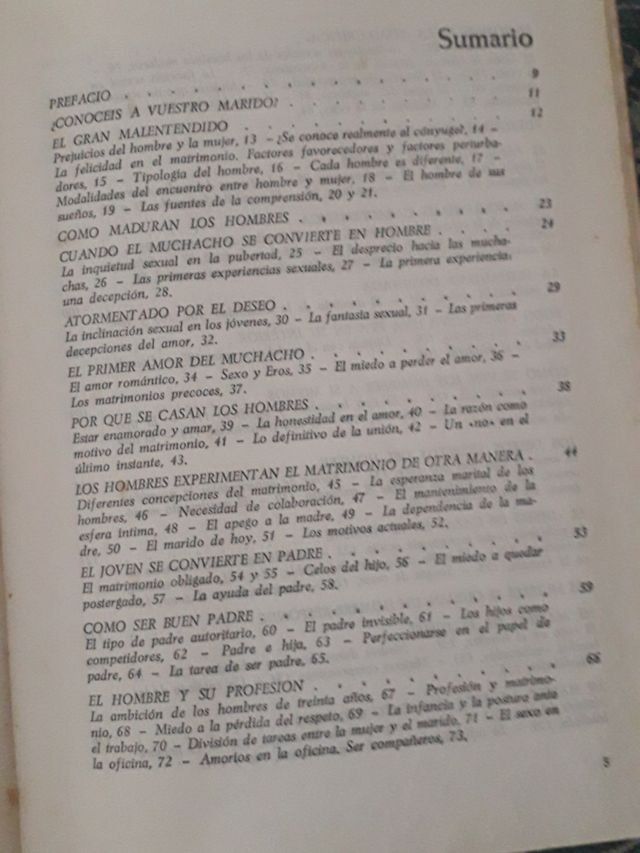 Sumario
PREFACIO . . . . . . . . . . . . . . . . 9
¿CONOCEIS A VUESTRO MARIDO? . . . . . . . . 11
EL GRAN MALENTENDIDO . . . . . . . . . . 12
Prejuicios del hombre y la mujer, 13 – ¿Se conoce realmente al cónyuge?, 14 –
La felicidad en el matrimonio. Factores favorecedores y factores perturba-
dores, 15 – Tipología del hombre, 16 – Cada hombre es diferente, 17 –
Modalidades del encuentro entre hombre y mujer, 18 – El hombre de sus
sueños, 19 – Las fuentes de la comprensión, 20 y 21.
COMO MADURAN LOS HOMBRES . . . . . . . . 23
CUANDO EL MUCHACHO SE CONVIERTE EN HOMBRE . . 24
La inquietud sexual en la pubertad, 25 – El desprecio hacia las mucha-
chas, 26 – Las primeras experiencias sexuales, 27 – La primera experiencia:
una decepción, 28.
ATORMENTADO POR EL DESEO . . . . . . . . 29
La inclinación sexual en los jóvenes, 30 – La fantasía sexual, 31 – Las primeras
decepciones del amor, 32.
EL PRIMER AMOR DEL MUCHACHO . . . . . . . 33
El amor romántico, 34 – Sexo y Eros, 35 – El miedo a perder el amor, 36 –
Los matrimonios precoces, 37.
POR QUE SE CASAN LOS HOMBRES . . . . . . . 38
Estar enamorado y amar, 39 – La honestidad en el amor, 40 – La razón como
motivo del matrimonio, 41 – Lo definitivo de la unión, 42 – Un «no» en el
último instante, 43.
LOS HOMBRES EXPERIMENTAN EL MATRIMONIO DE OTRA MANERA . 44
Diferentes concepciones del matrimonio, 45 – La esperanza marital de los
hombres, 46 – Necesidad de colaboración, 47 – El mantenimiento de la
esfera íntima, 48 – El apego a la madre, 49 – La dependencia de la ma-
dre, 50 – El marido de hoy, 51 – Los motivos actuales, 52.
EL JOVEN SE CONVIERTE EN PADRE . . . . . . . 53
El matrimonio obligado, 54 y 55 – Celos del hijo, 56 – El miedo a quedar
postergado, 57 – La ayuda del padre, 58.
COMO SER BUEN PADRE . . . . . . . . . . 59
El tipo de padre autoritario, 60 – El padre invisible, 61 – Los hijos como
competidores, 62 – Padre e hija, 63 – Perfeccionarse en el papel de
padre, 64 – La tarea de ser padre, 65.
EL HOMBRE Y SU PROFESION . . . . . . . . 66
La ambición de los hombres de treinta años, 67 – Profesión y matrimo-
nio, 68 – Miedo a la pérdida del respeto, 69 – La infancia y la postura ante
el trabajo, 70 – División de tareas entre la mujer y el marido, 71 – El sexo en
la oficina, 72 – Amoríos en la oficina. Ser compañeros, 73.
5